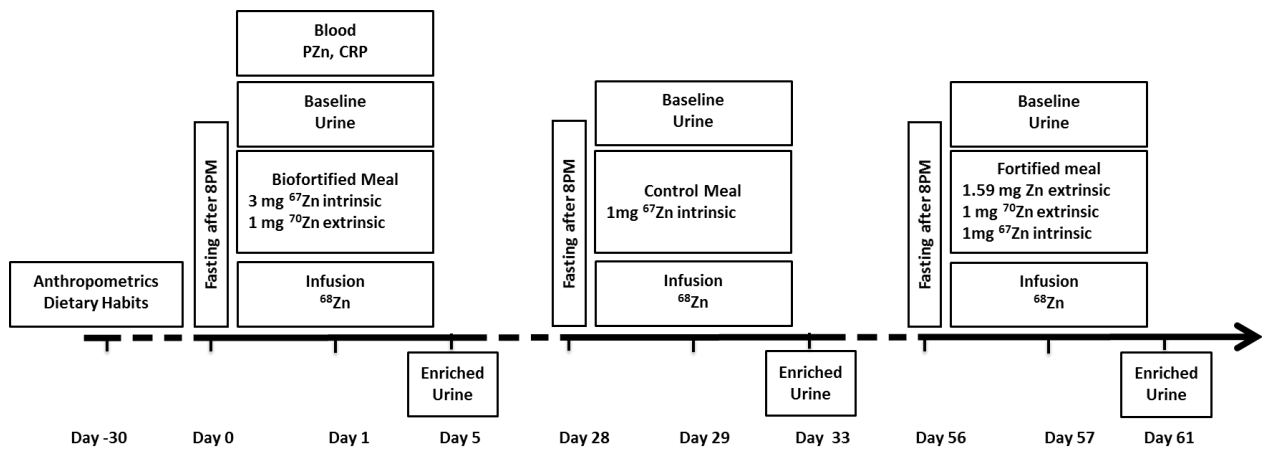 Blood
PZn, CRP
Baseline
Urine
Biofortified Meal
3 mg ⁶⁷Zn intrinsic
1 mg ⁷⁰Zn extrinsic
Infusion
⁶⁸Zn
Fasting after 8PM
Anthropometrics
Dietary Habits
Enriched
Urine
Baseline
Urine
Control Meal
1mg ⁶⁷Zn intrinsic
Infusion
⁶⁸Zn
Fasting after 8PM
Enriched
Urine
Baseline
Urine
Fortified meal
1.59 mg Zn extrinsic
1 mg ⁷⁰Zn extrinsic
1mg ⁶⁷Zn intrinsic
Infusion
⁶⁸Zn
Fasting after 8PM
Enriched
Urine
Day -30 Day 0 Day 1 Day 5 Day 28 Day 29 Day 33 Day 56 Day 57 Day 61